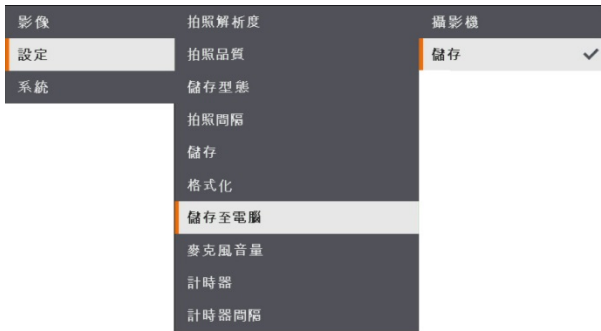 影像
設定
系統
拍照解析度
拍照品質
儲存型態
拍照間隔
儲存
格式化
儲存至電腦
麥克風音量
計時器
計時器間隔
攝影機
儲存